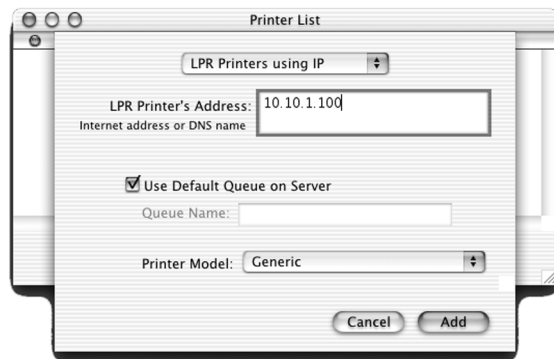 Printer List
LPR Printers using IP
LPR Printer's Address: 10.10.1.100
Internet address or DNS name
Use Default Queue on Server
Queue Name:
Printer Model: Generic
Cancel Add